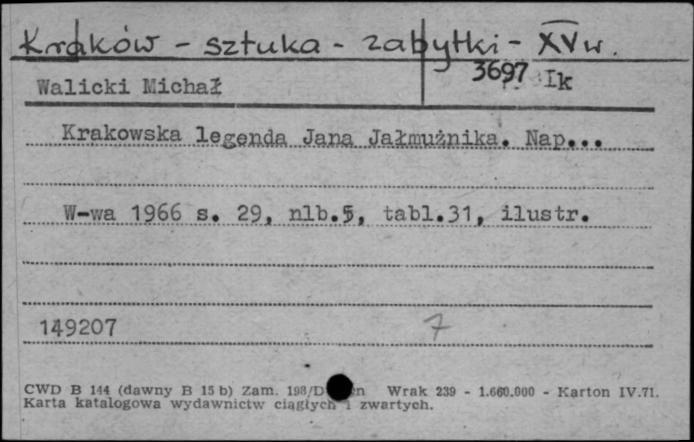 Kraków - sztuka - zabytki - XV w.
Walicki Michał
3697 Ik
Krakowska legenda Jana Jałmużnika. Nap...
W-wa 1966 s. 29, nlb.5, tabl.31, ilustr.
149207
7
CWD B 144 (dawny B 15 b) Zam. Wrak 239 - 1.660.000 - Karton IV.71.
Karta katalogowa wydawnictw ciągłych i zwartych.